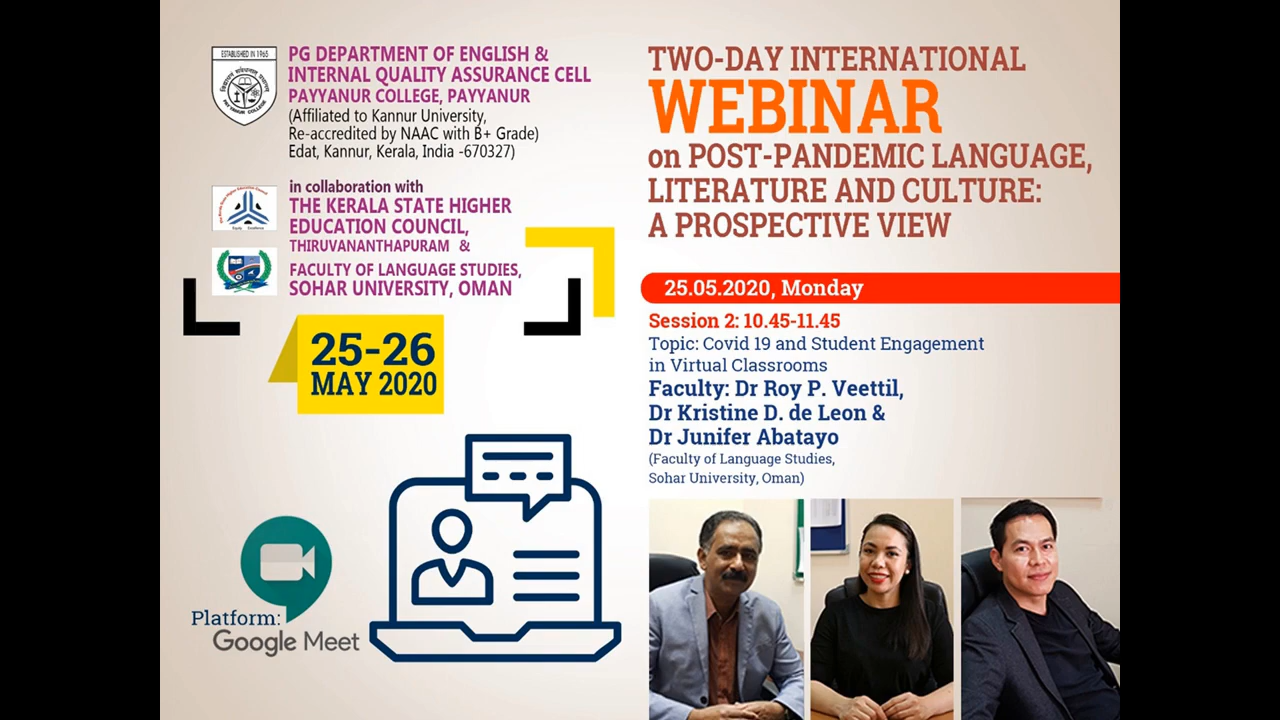 ESTABLISHED IN 1965
PAYYANUR COLLEGE
PG DEPARTMENT OF ENGLISH &
INTERNAL QUALITY ASSURANCE CELL
PAYYANUR COLLEGE, PAYYANUR
(Affiliated to Kannur University,
Re-accredited by NAAC with B+ Grade)
Edat, Kannur, Kerala, India -670327)
in collaboration with
THE KERALA STATE HIGHER
EDUCATION COUNCIL,
THIRUVANANTHAPURAM &
FACULTY OF LANGUAGE STUDIES,
SOHAR UNIVERSITY, OMAN
25-26
MAY 2020
Platform:
Google Meet
TWO-DAY INTERNATIONAL
WEBINAR
on POST-PANDEMIC LANGUAGE,
LITERATURE AND CULTURE:
A PROSPECTIVE VIEW
25.05.2020, Monday
Session 2: 10.45-11.45
Topic: Covid 19 and Student Engagement
in Virtual Classrooms
Faculty: Dr Roy P. Veettil,
Dr Kristine D. de Leon &
Dr Junifer Abatayo
(Faculty of Language Studies,
Sohar University, Oman)